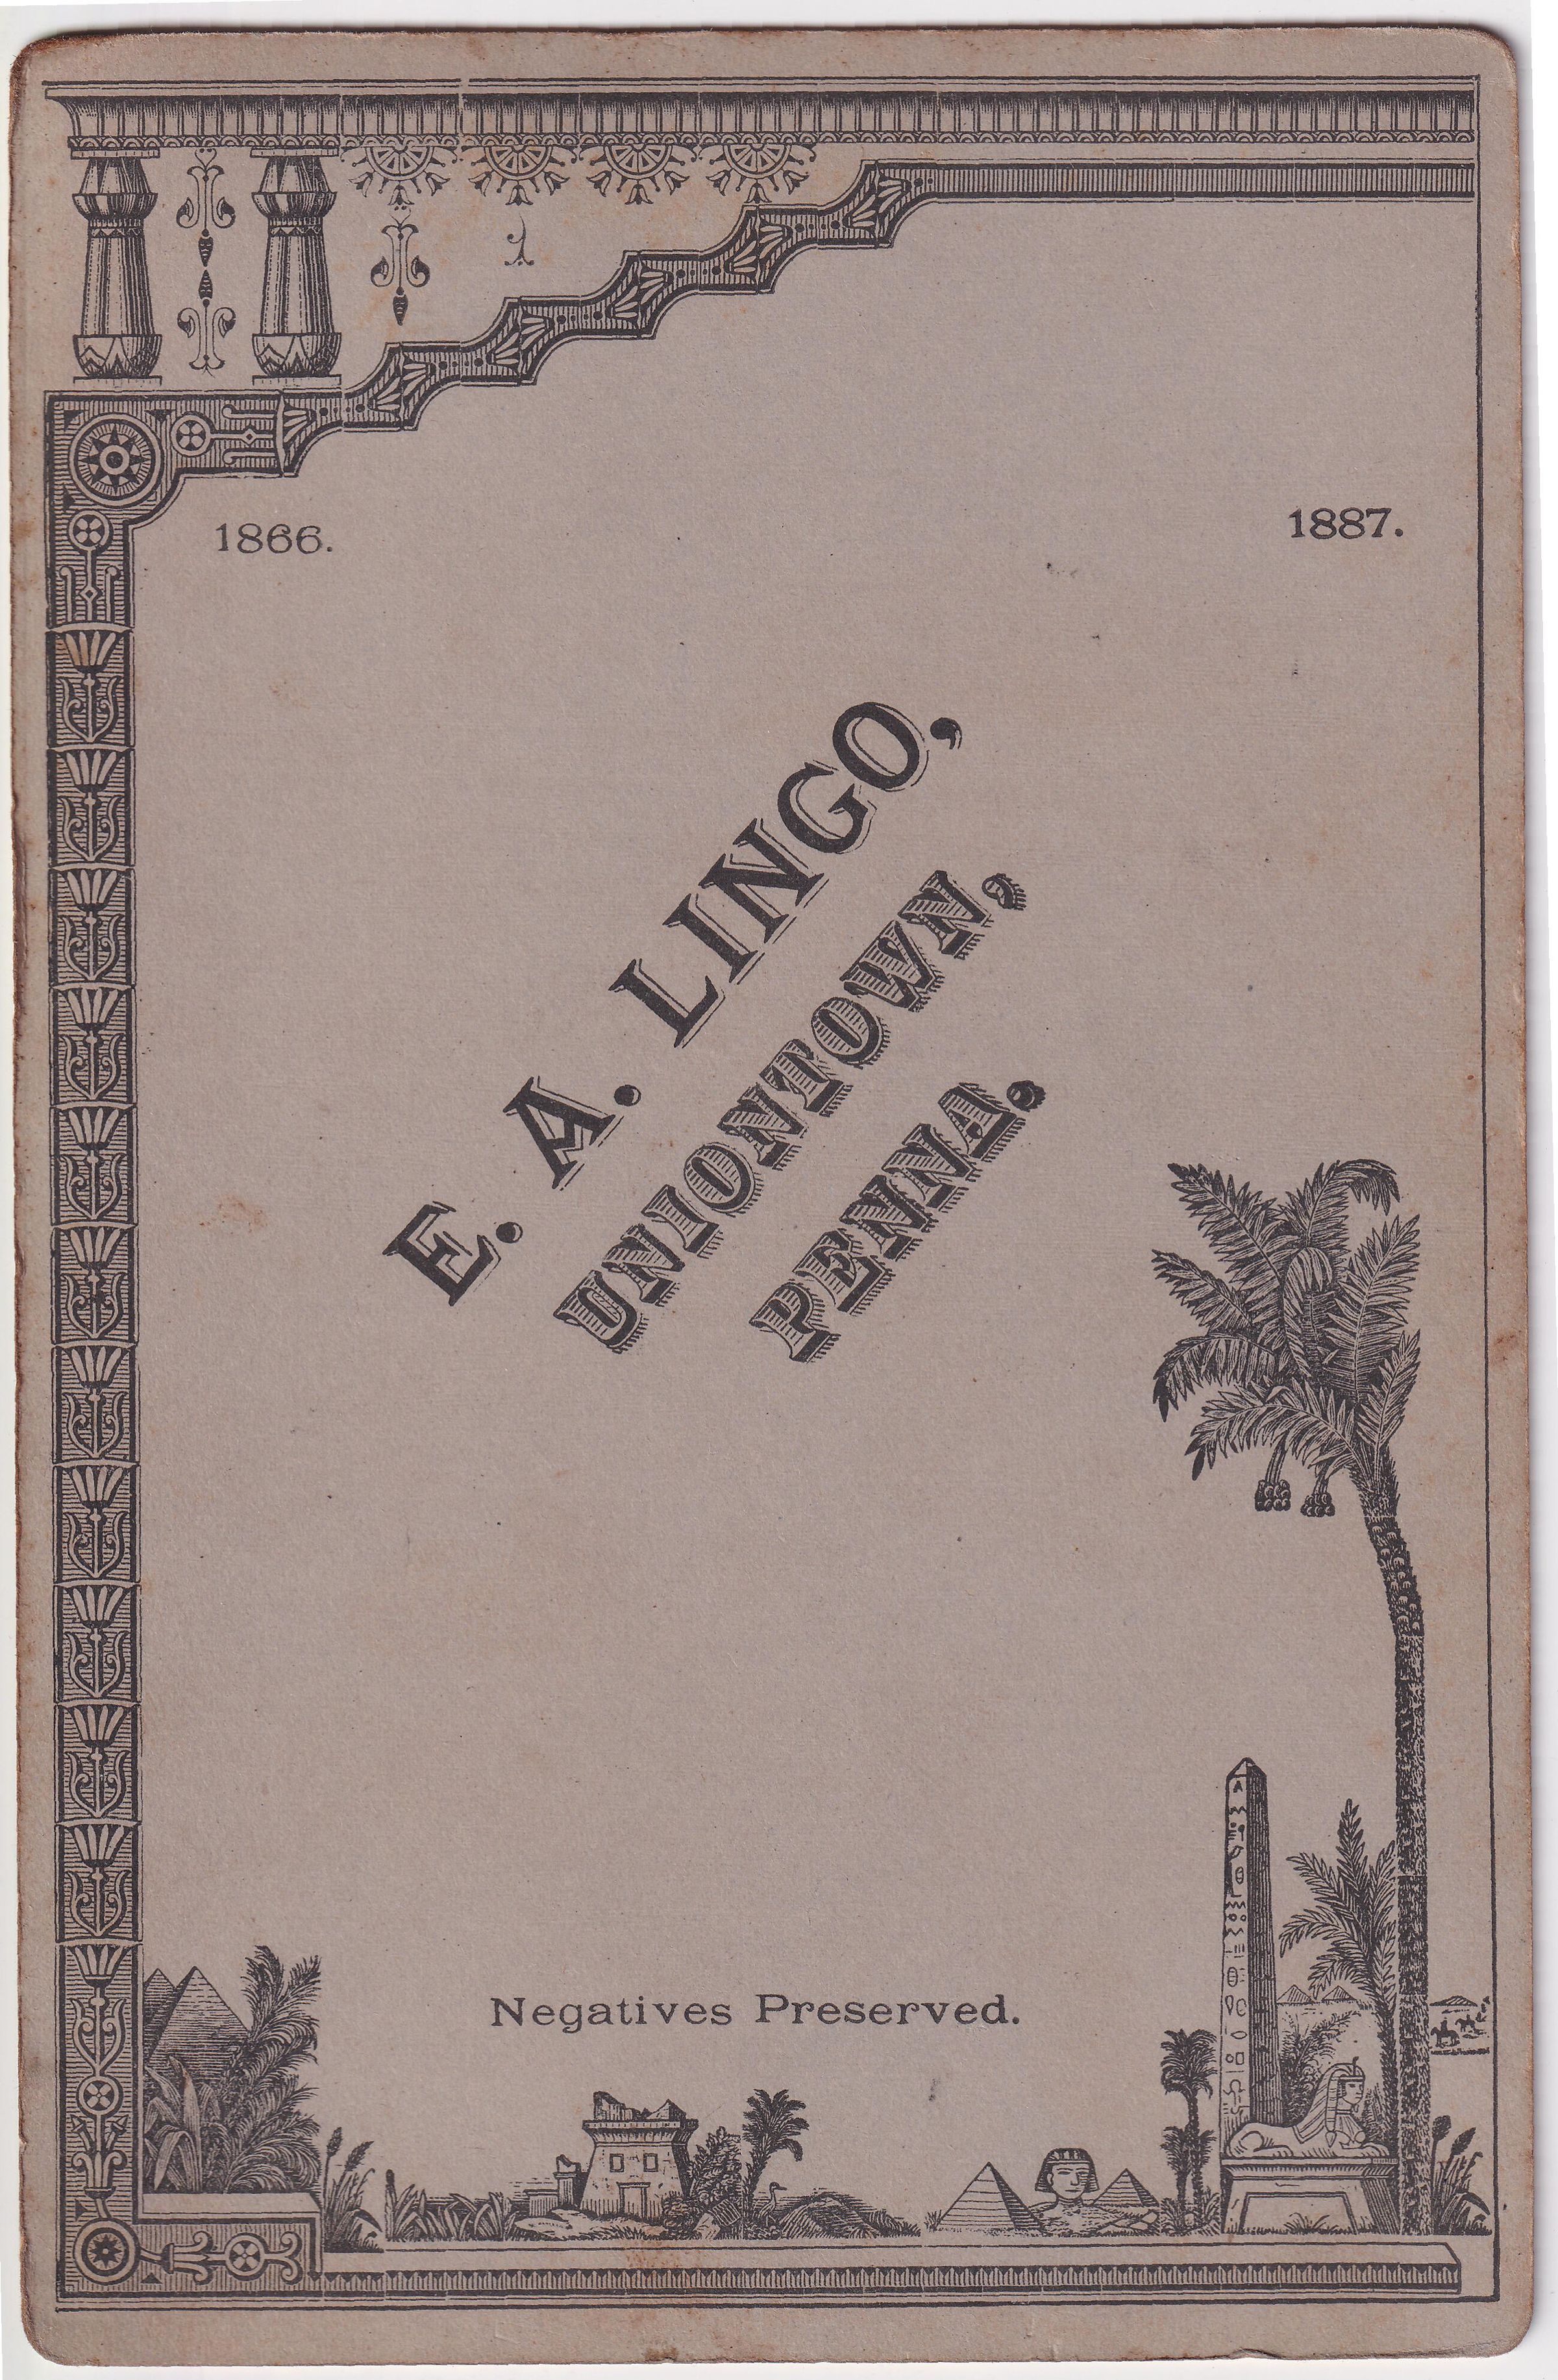 1866. 1887.
E. A. LINGO,
UNIONTOWN,
PENNA.
Negatives Preserved.